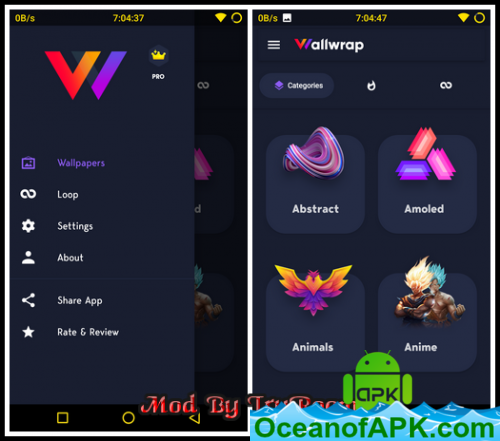 0B/s 7:04:37
PRO
Wallpapers
Loop
Settings
About
Share App
Rate & Review
0B/s 7:04:47
Wallwrap
Categories
Abstract
Amoled
Animals
Anime
Mod By
APK
OceanofAPK.com